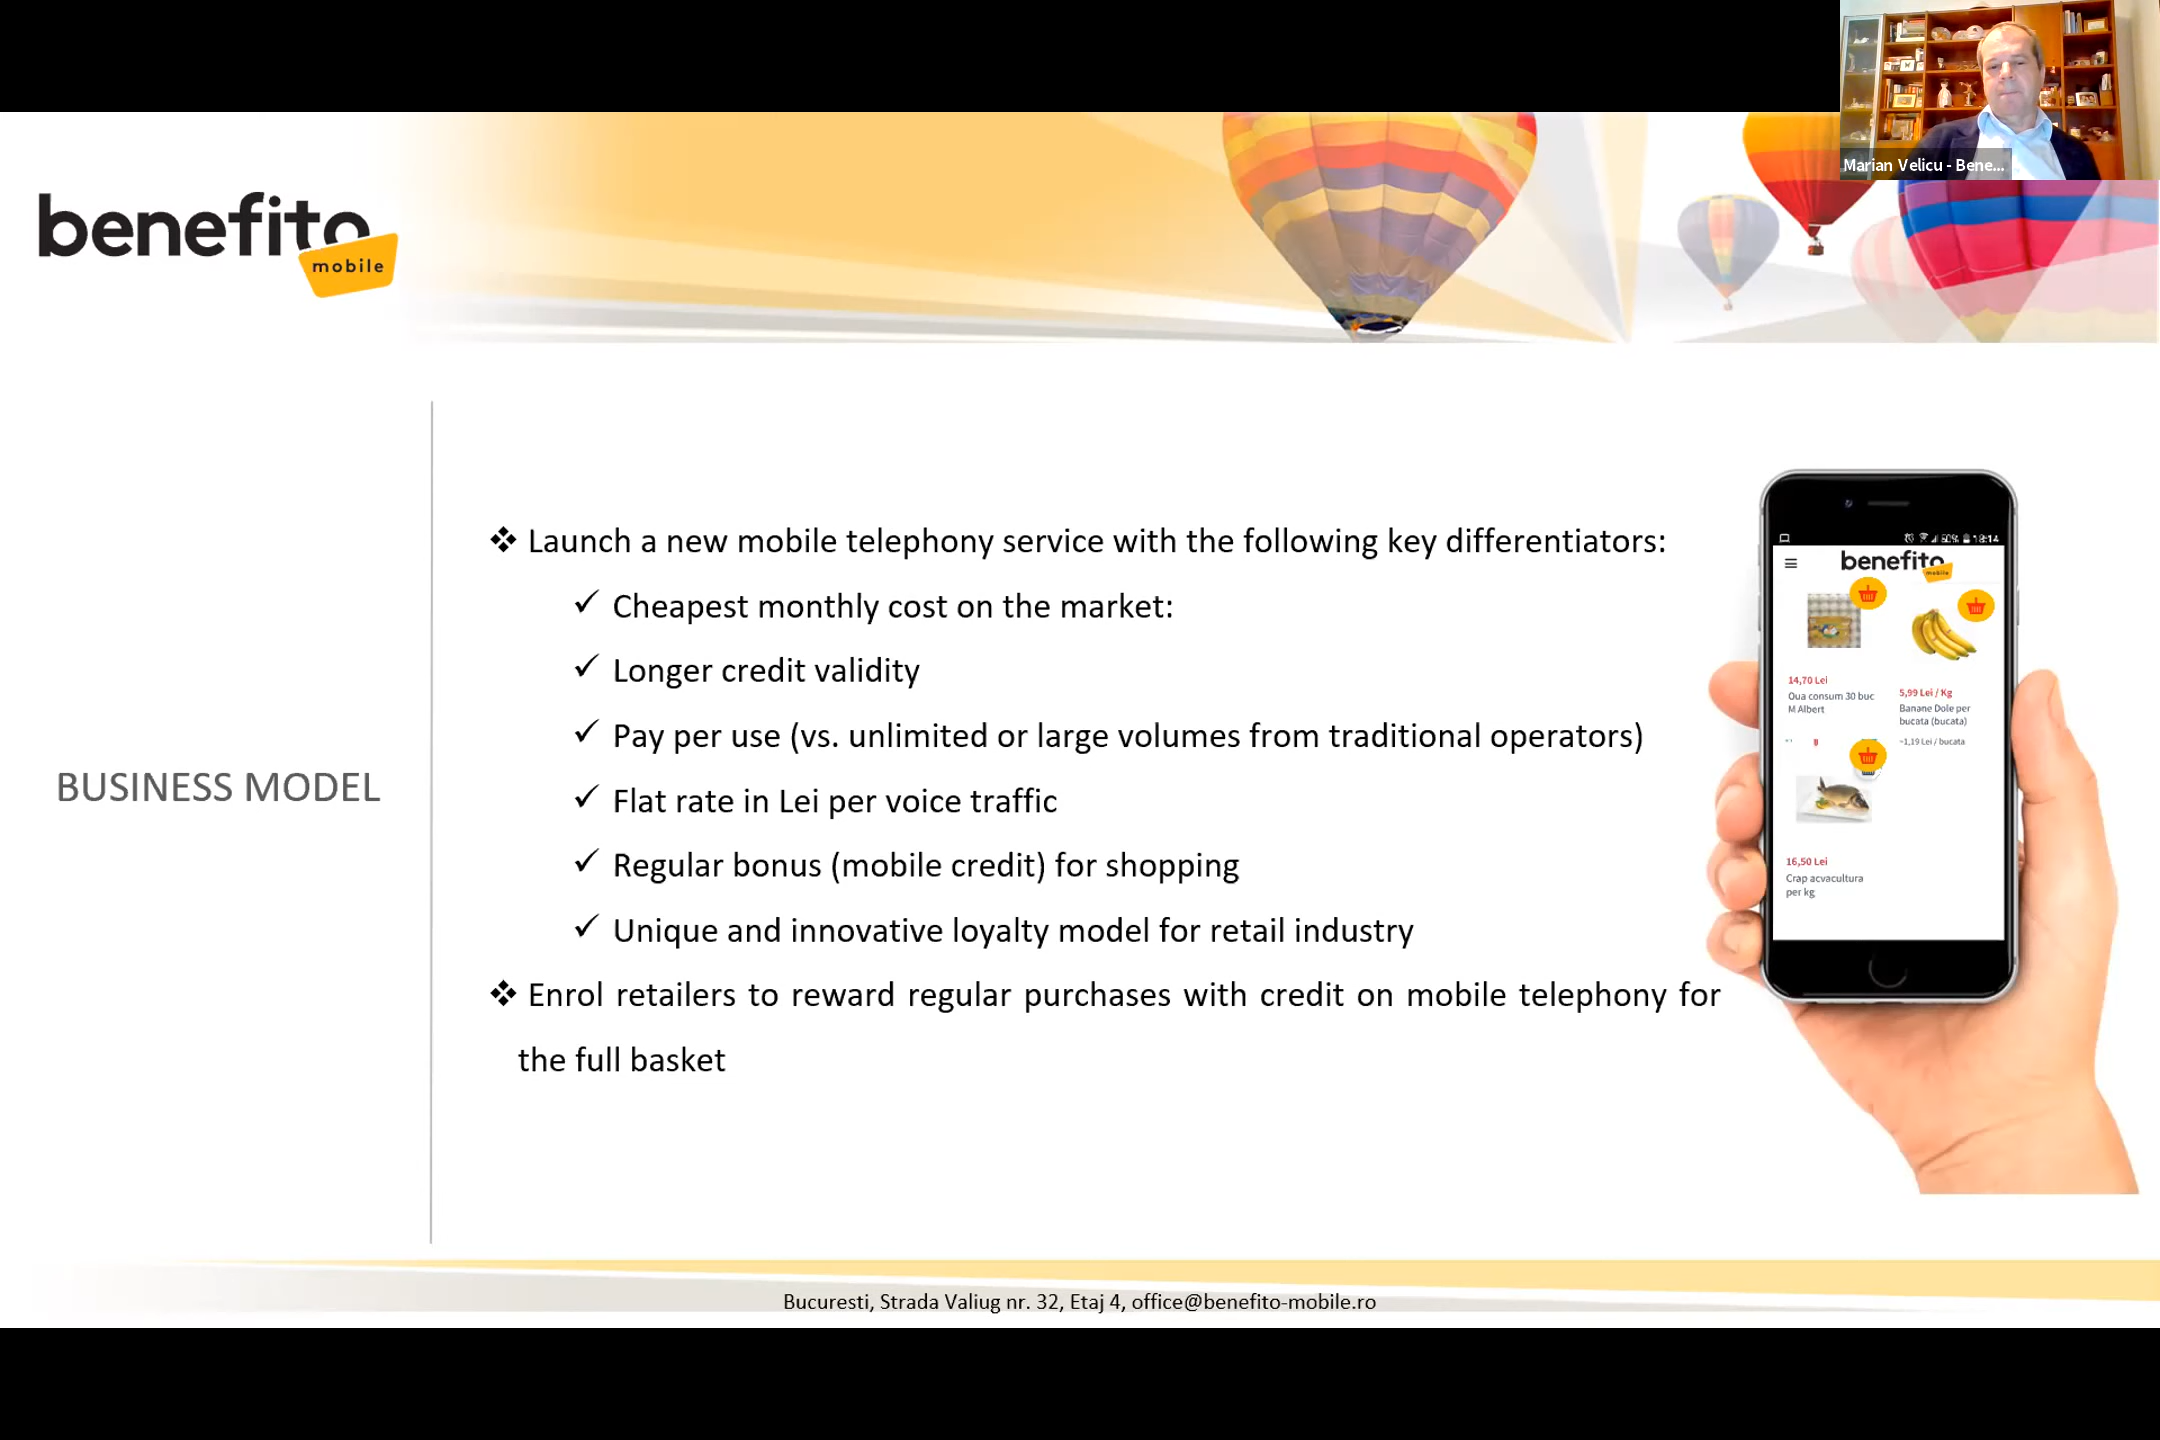 Marian Velicu - Bene...
benefito
mobile
BUSINESS MODEL
❖ Launch a new mobile telephony service with the following key differentiators:
✓ Cheapest monthly cost on the market:
✓ Longer credit validity
✓ Pay per use (vs. unlimited or large volumes from traditional operators)
✓ Flat rate in Lei per voice traffic
✓ Regular bonus (mobile credit) for shopping
✓ Unique and innovative loyalty model for retail industry
❖ Enrol retailers to reward regular purchases with credit on mobile telephony for
the full basket
18:14
benefito
mobile
14,70 Lei
Oua consum 30 buc
M Albert
5,99 Lei / Kg
Banane Dole per
bucata (bucata)
~1,19 Lei / bucata
16,50 Lei
Crap acvacultura
per kg
Bucuresti, Strada Valiug nr. 32, Etaj 4, office@benefito-mobile.ro